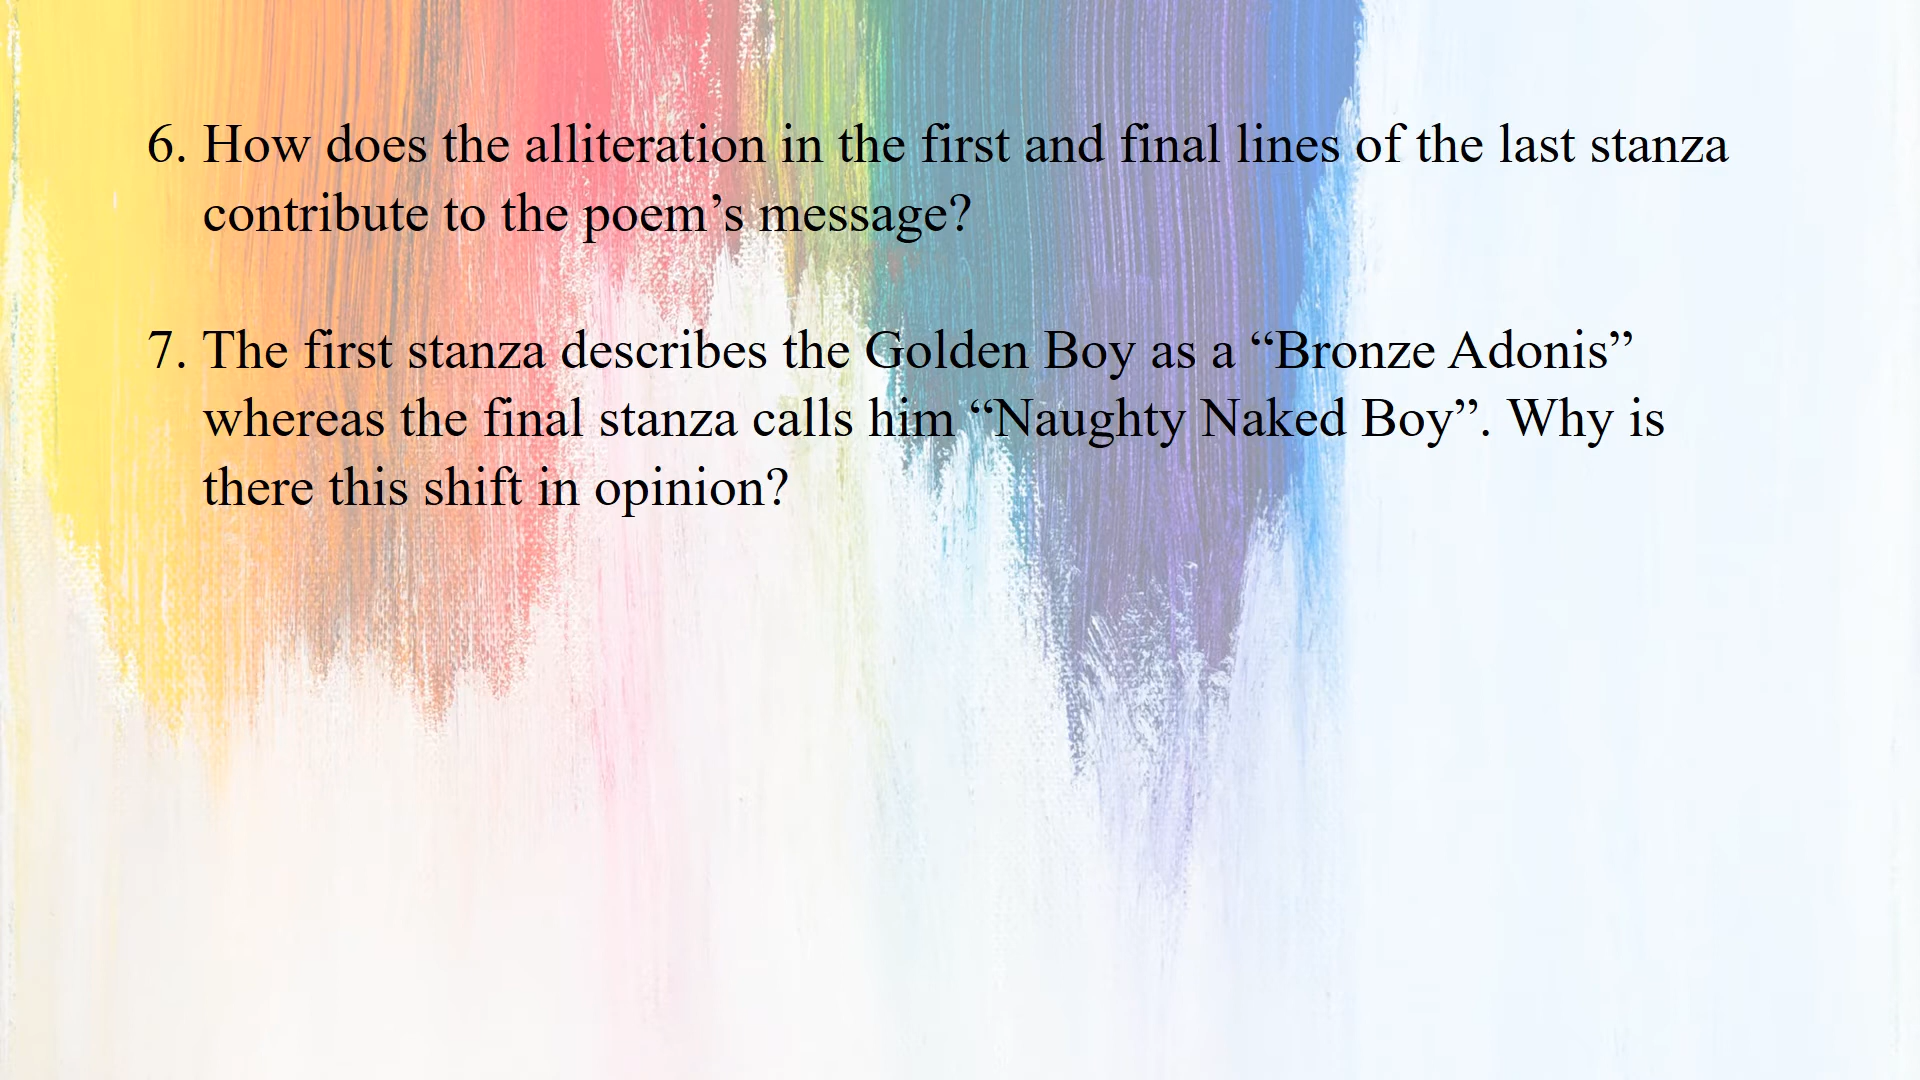 6. How does the alliteration in the first and final lines of the last stanza
contribute to the poem’s message?
7. The first stanza describes the Golden Boy as a “Bronze Adonis”
whereas the final stanza calls him “Naughty Naked Boy”. Why is
there this shift in opinion?